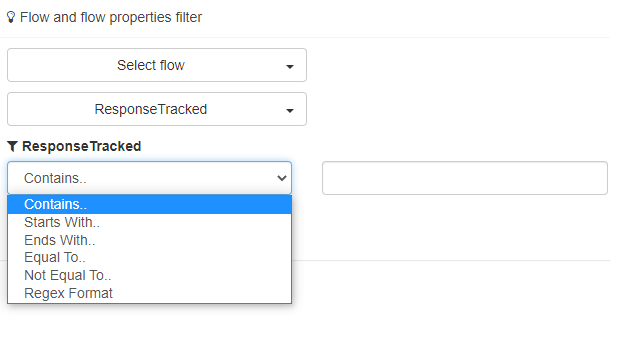 Flow and flow properties filter
Select flow
ResponseTracked
ResponseTracked
Contains..
Contains..
Starts With..
Ends With..
Equal To..
Not Equal To..
Regex Format